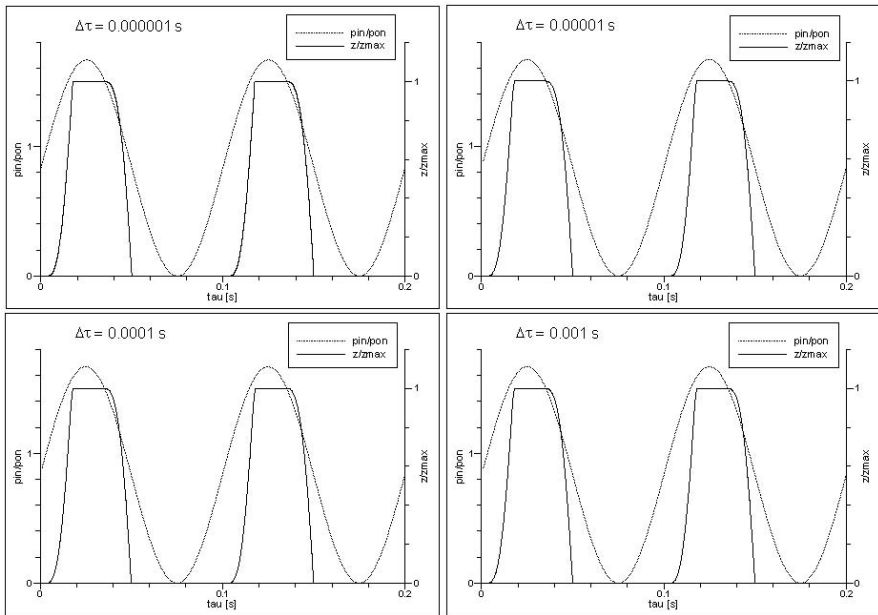 Δτ = 0.000001 s
pin/pon
z/zmax
1
pin/pon
1
z/zmax
0
0
0
0.1
0.2
tau [s]
Δτ = 0.00001 s
pin/pon
z/zmax
1
pin/pon
1
z/zmax
0
0
0
0.1
0.2
tau [s]
Δτ = 0.0001 s
pin/pon
z/zmax
1
pin/pon
1
z/zmax
0
0
0
0.1
0.2
tau [s]
Δτ = 0.001 s
pin/pon
z/zmax
1
pin/pon
1
z/zmax
0
0
0
0.1
0.2
tau [s]